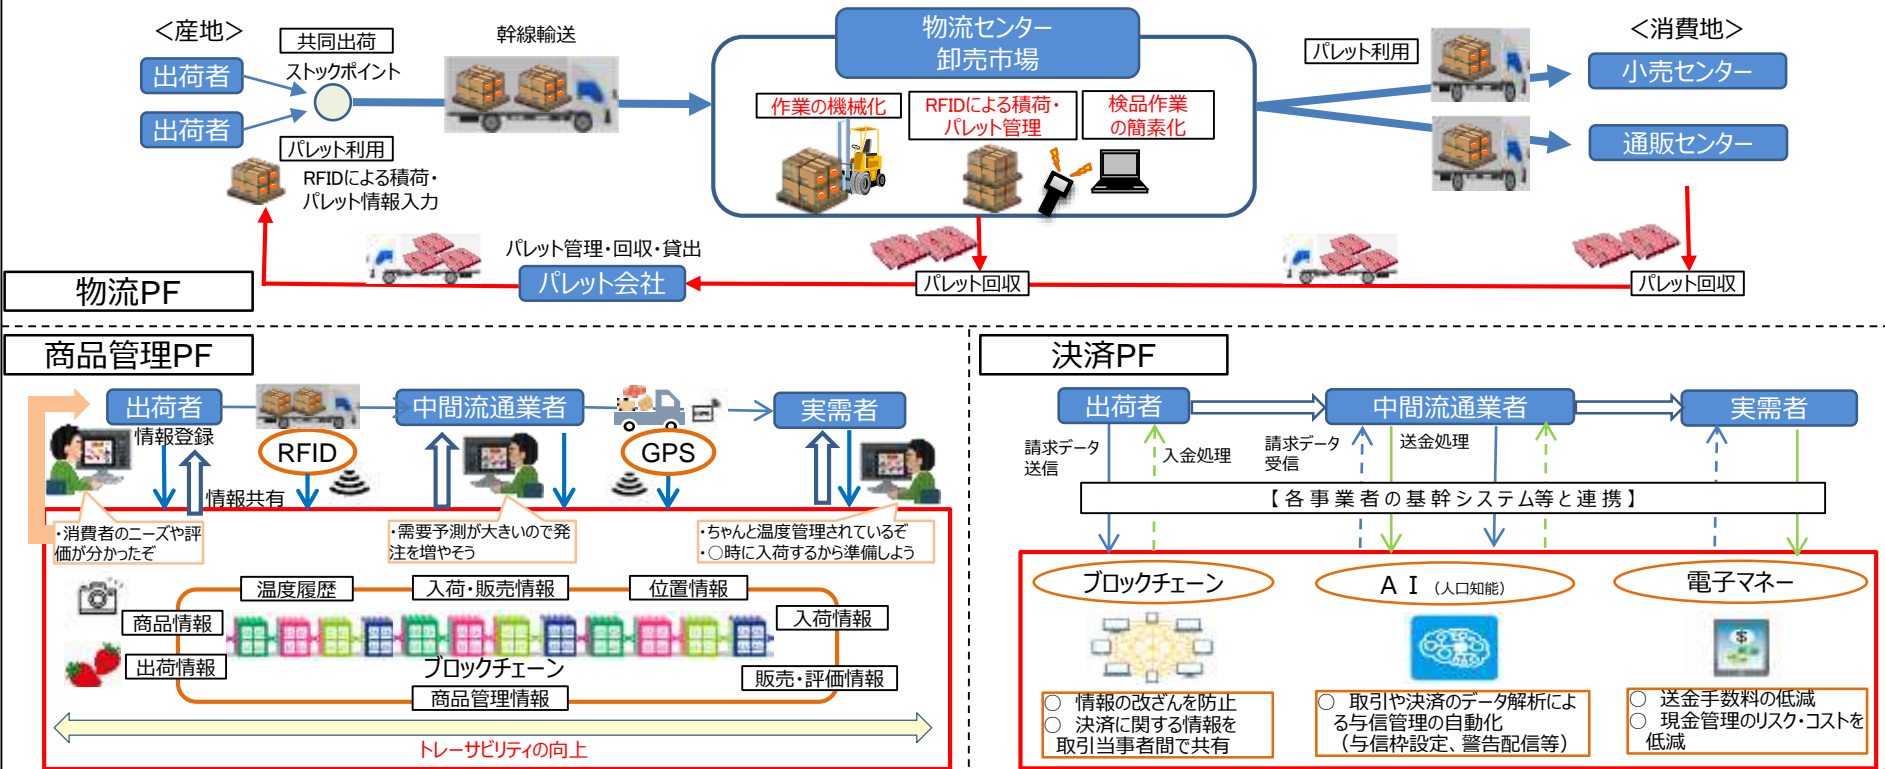 ＜産地＞
共同出荷
幹線輸送
物流センター
卸売市場
パレット利用
＜消費地＞
出荷者
ストックポイント
小売センター
作業の機械化
RFIDによる積荷・
パレット管理
検品作業
の簡素化
出荷者
通販センター
パレット利用
RFIDによる積荷・
パレット情報入力
パレット管理・回収・貸出
パレット会社
パレット回収
パレット回収
物流PF
商品管理PF
出荷者
中間流通業者
実需者
情報登録
RFID
GPS
情報共有
・消費者のニーズや評
価が分かったぞ
・需要予測が大きいので発
注を増やそう
・ちゃんと温度管理されているぞ
・○時に入荷するから準備しよう
温度履歴
入荷・販売情報
位置情報
商品情報
入荷情報
出荷情報
ブロックチェーン
販売・評価情報
商品管理情報
トレーサビリティの向上
決済PF
出荷者
中間流通業者
実需者
請求データ
送信
入金処理
請求データ
受信
送金処理
【各事業者の基幹システム等と連携】
ブロックチェーン
ＡＩ（人口知能）
電子マネー
○ 情報の改ざんを防止
○ 決済に関する情報を
取引当事者間で共有
○ 取引や決済のデータ解析によ
る与信管理の自動化
（与信枠設定、警告配信等）
○ 送金手数料の低減
○ 現金管理のリスク・コストを
低減